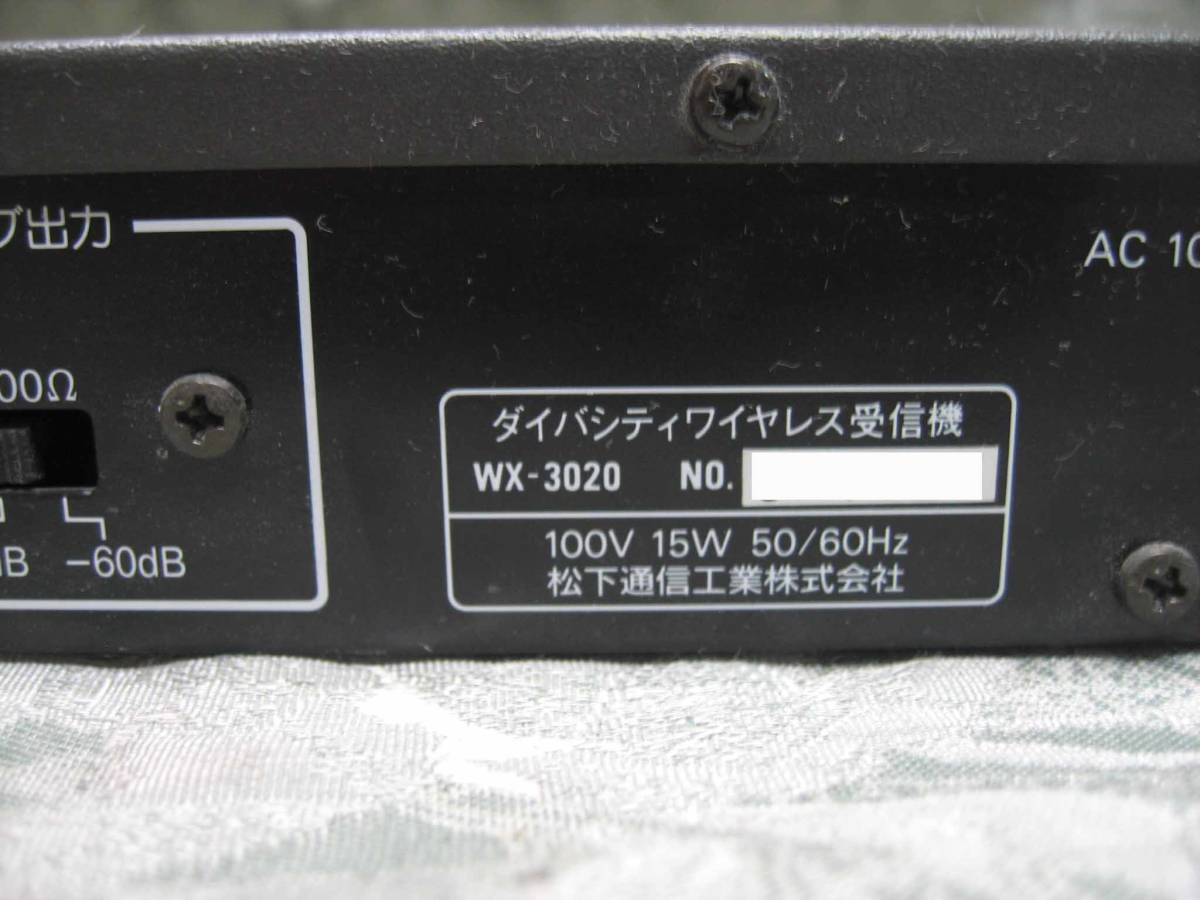 ブ出力
AC 10
00Ω
dB -60dB
ダイバシティワイヤレス受信機
WX-3020 NO.
100V 15W 50/60Hz
松下通信工業株式会社